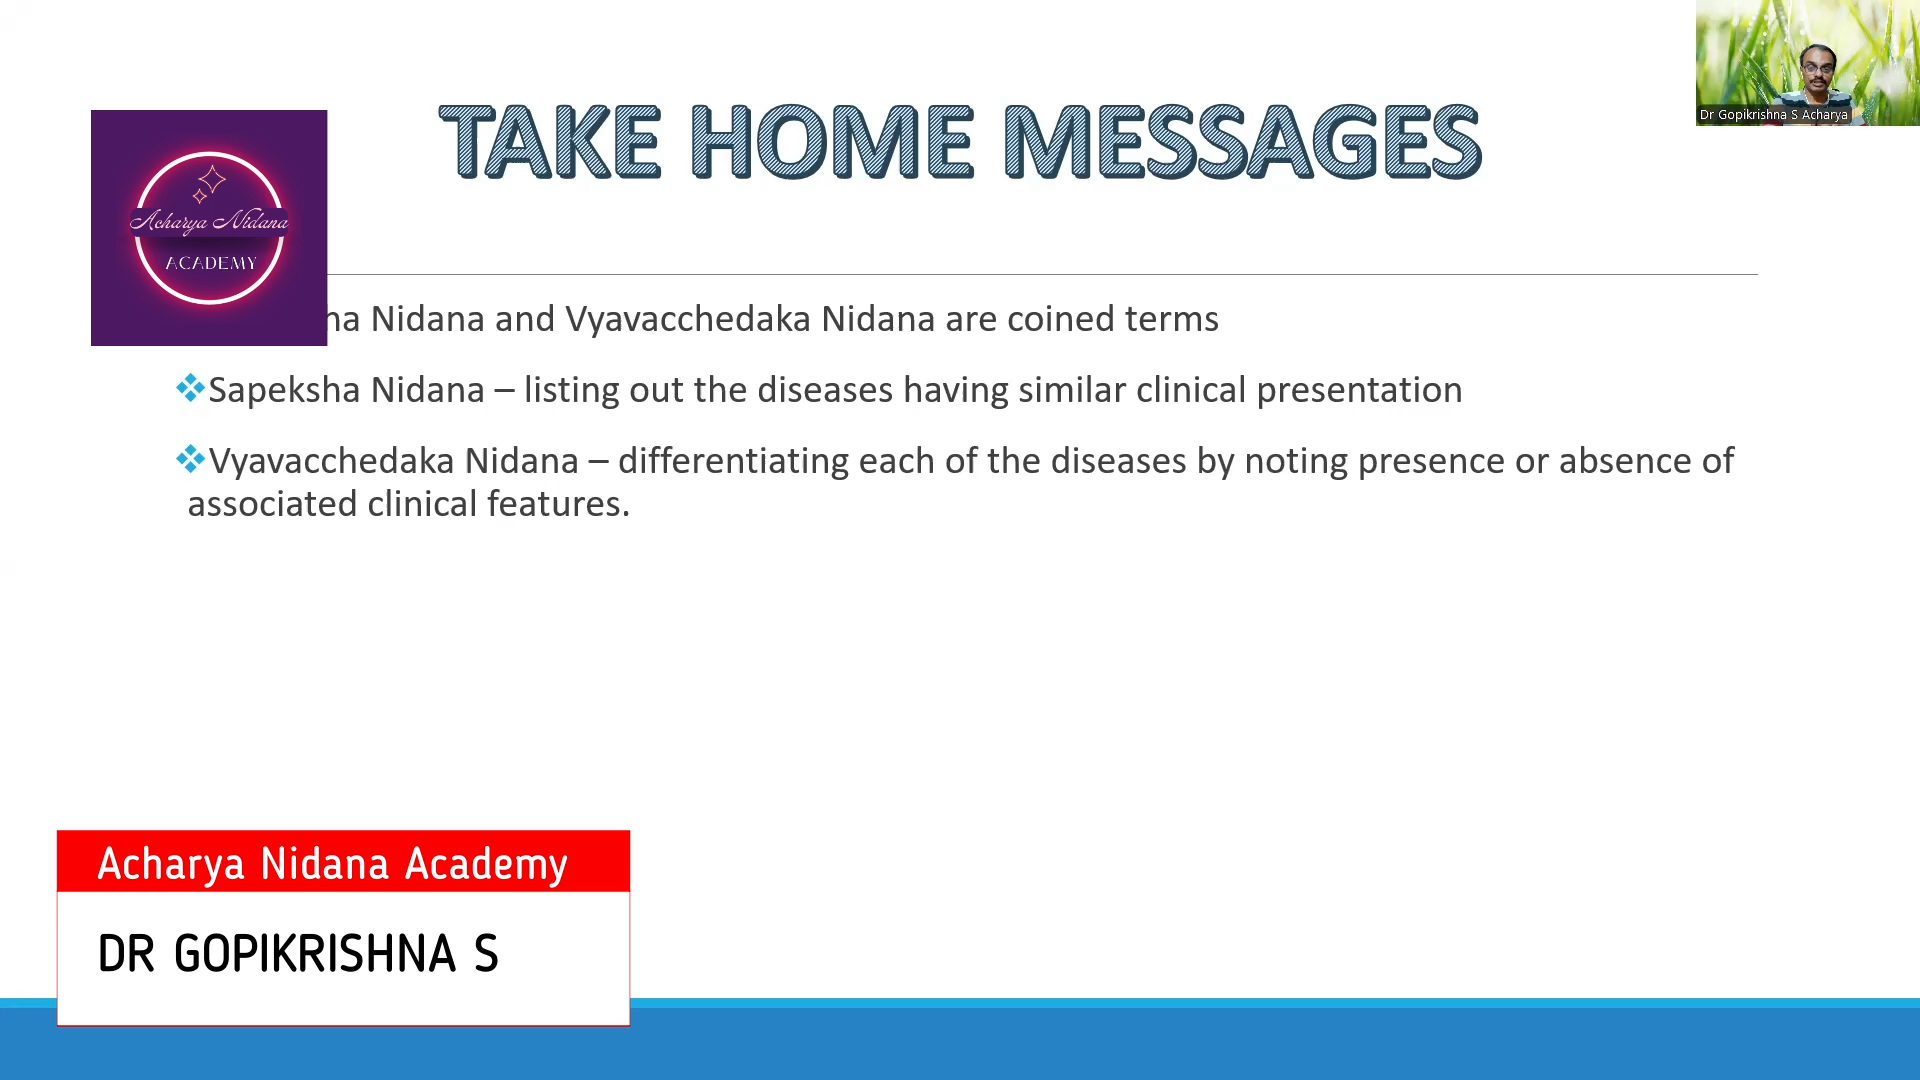 Dr Gopikrishna S Acharya
TAKE HOME MESSAGES
Acharya Nidana
ACADEMY
Nidana and Vyavacchedaka Nidana are coined terms
❖Sapeksha Nidana – listing out the diseases having similar clinical presentation
❖Vyavacchedaka Nidana – differentiating each of the diseases by noting presence or absence of
associated clinical features.
Acharya Nidana Academy
DR GOPIKRISHNA S